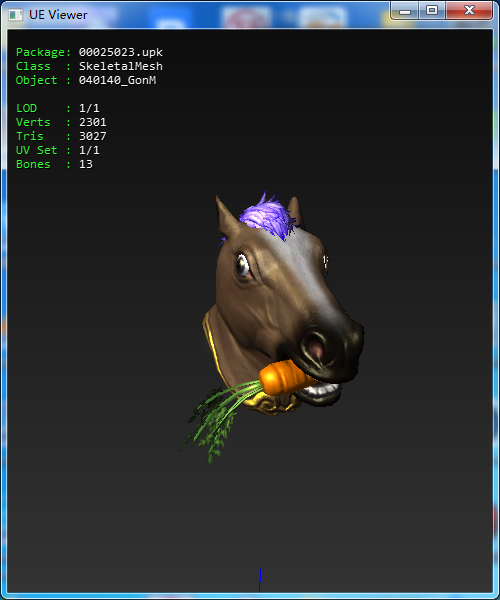 UE Viewer
Package: 00025023.upk
Class : SkeletalMesh
Object : 040140_GonM
LOD : 1/1
Verts : 2301
Tris : 3027
UV Set : 1/1
Bones : 13